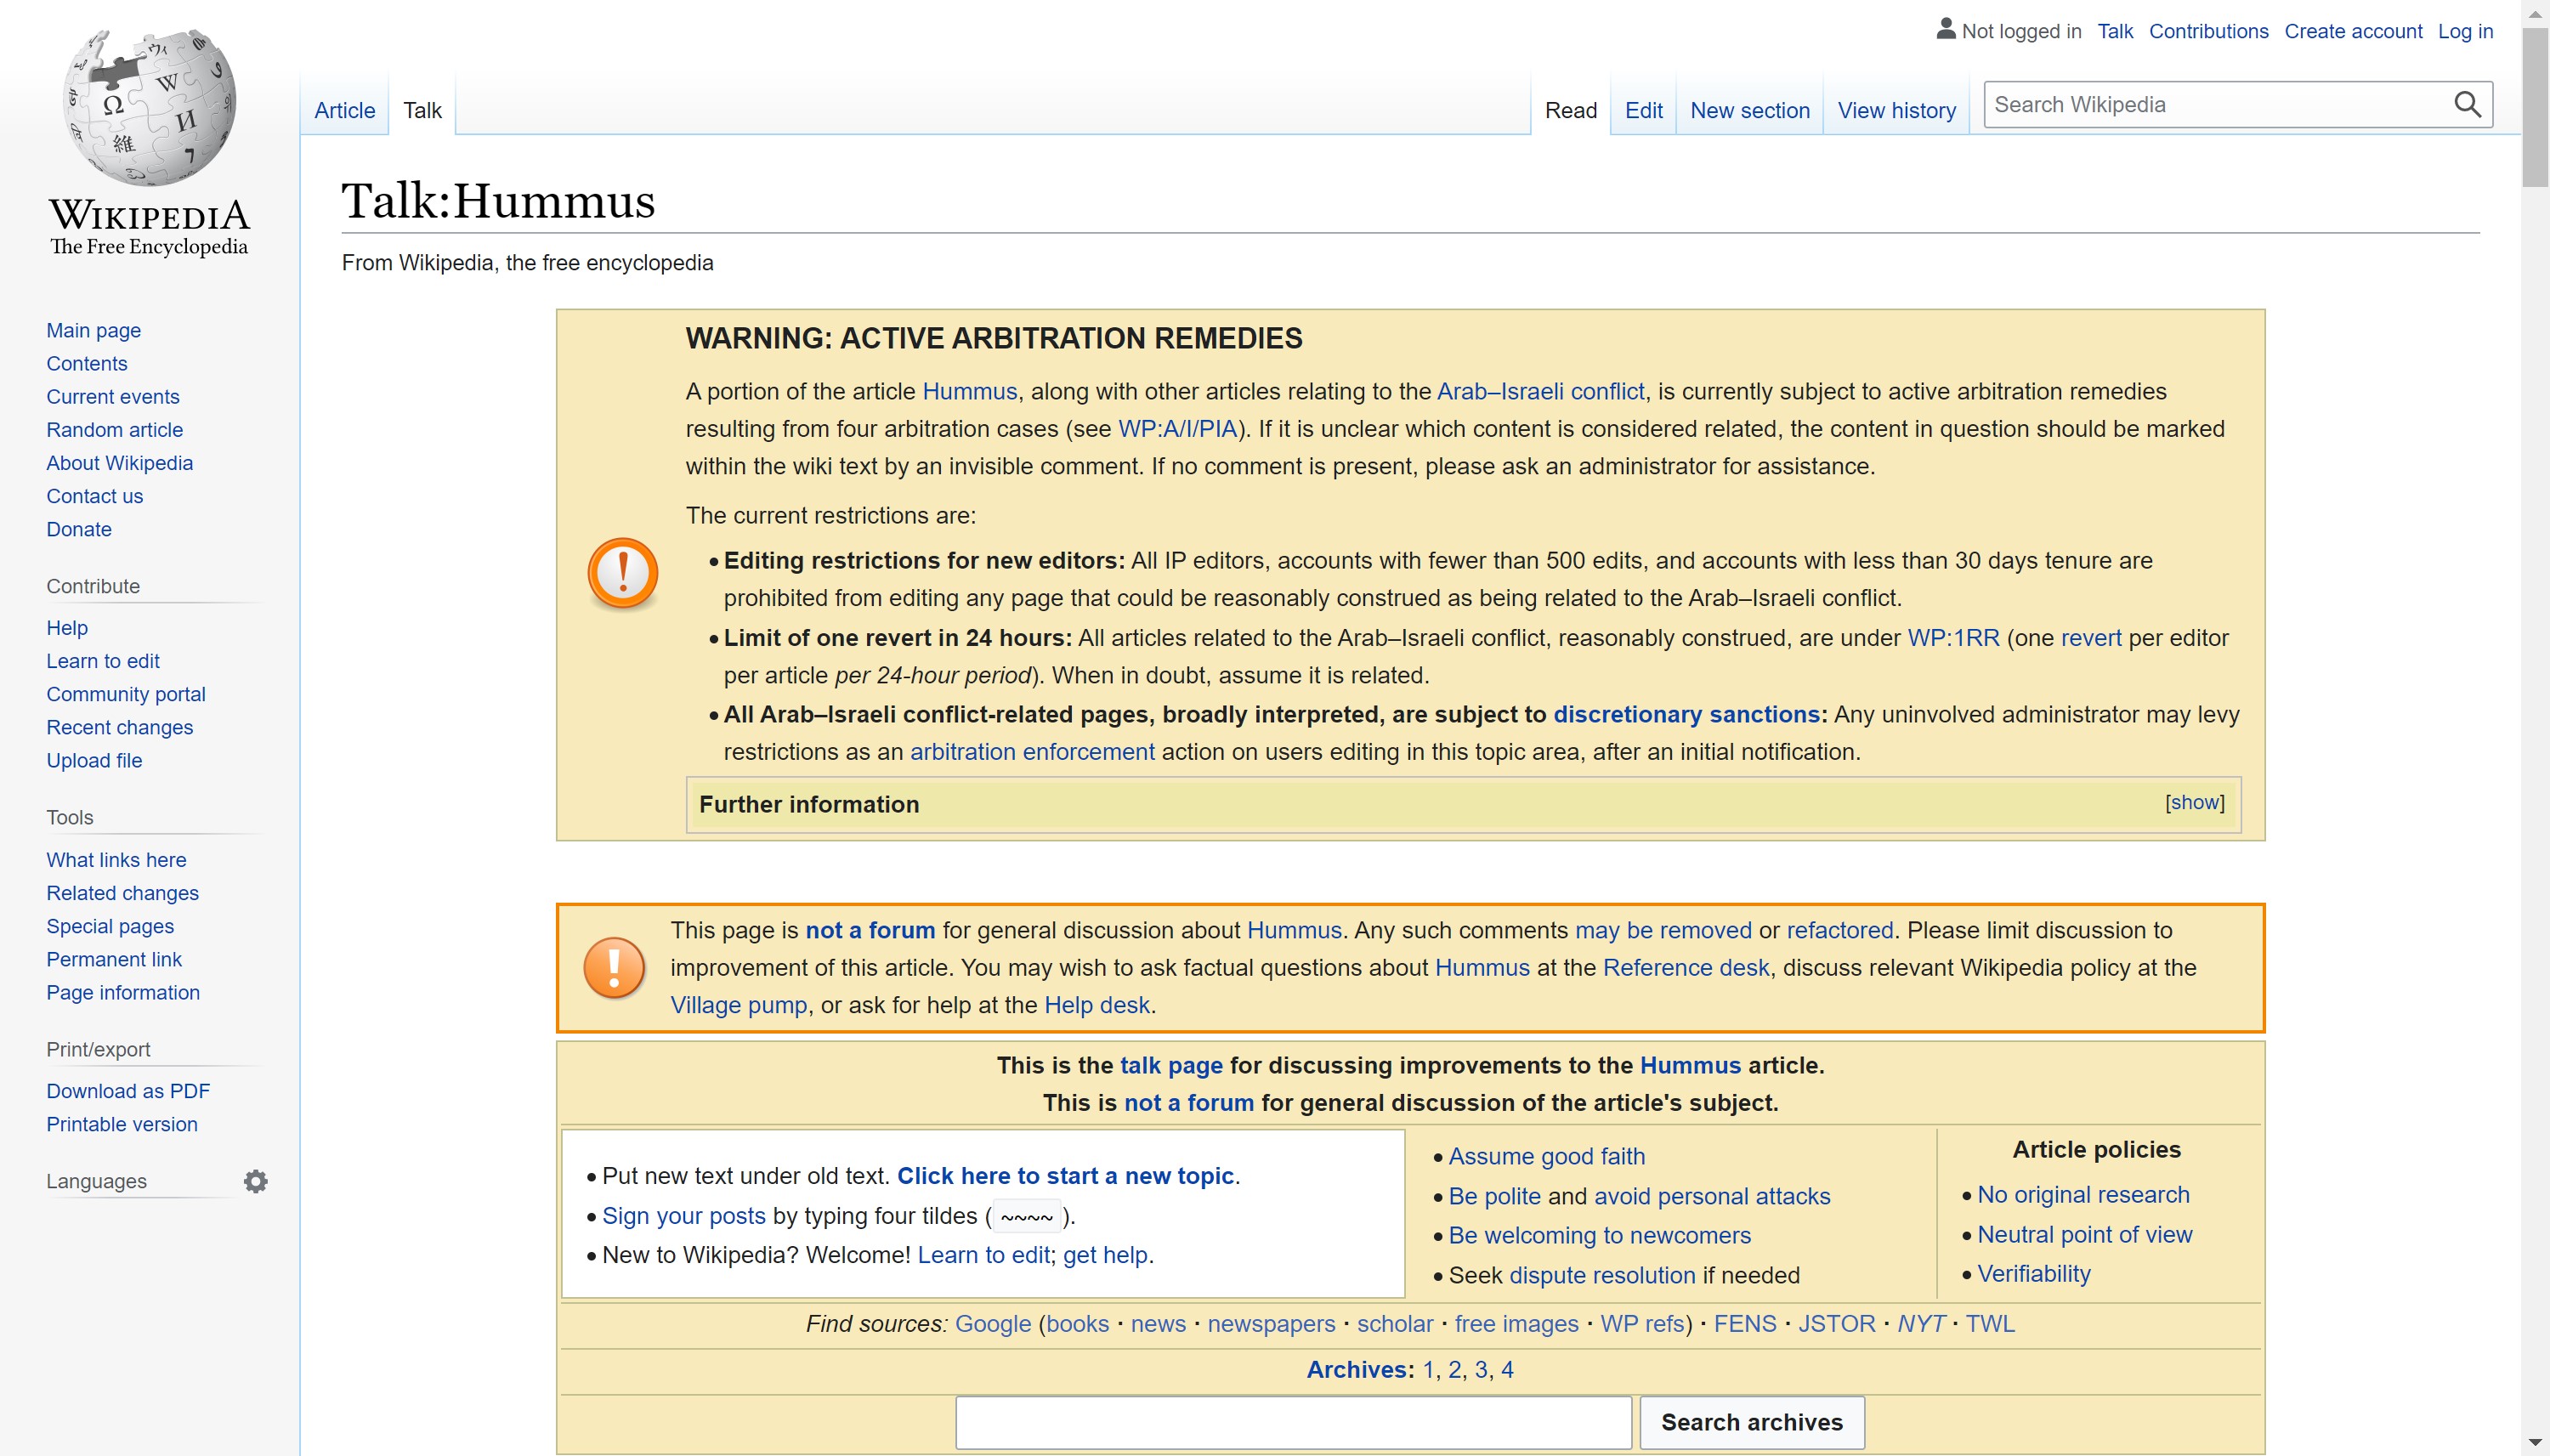 Not logged in Talk Contributions Create account Log in
Article Talk Read Edit New section View history Search Wikipedia
WIKIPEDIA
The Free Encyclopedia
Main page
Contents
Current events
Random article
About Wikipedia
Contact us
Donate
Contribute
Help
Learn to edit
Community portal
Recent changes
Upload file
Tools
What links here
Related changes
Special pages
Permanent link
Page information
Print/export
Download as PDF
Printable version
Languages
Talk:Hummus
From Wikipedia, the free encyclopedia
WARNING: ACTIVE ARBITRATION REMEDIES
A portion of the article Hummus, along with other articles relating to the Arab–Israeli conflict, is currently subject to active arbitration remedies
resulting from four arbitration cases (see WP:A/I/PIA). If it is unclear which content is considered related, the content in question should be marked
within the wiki text by an invisible comment. If no comment is present, please ask an administrator for assistance.
The current restrictions are:
• Editing restrictions for new editors: All IP editors, accounts with fewer than 500 edits, and accounts with less than 30 days tenure are
prohibited from editing any page that could be reasonably construed as being related to the Arab–Israeli conflict.
• Limit of one revert in 24 hours: All articles related to the Arab–Israeli conflict, reasonably construed, are under WP:1RR (one revert per editor
per article per 24-hour period). When in doubt, assume it is related.
• All Arab–Israeli conflict-related pages, broadly interpreted, are subject to discretionary sanctions: Any uninvolved administrator may levy
restrictions as an arbitration enforcement action on users editing in this topic area, after an initial notification.
Further information [show]
This page is not a forum for general discussion about Hummus. Any such comments may be removed or refactored. Please limit discussion to
improvement of this article. You may wish to ask factual questions about Hummus at the Reference desk, discuss relevant Wikipedia policy at the
Village pump, or ask for help at the Help desk.
This is the talk page for discussing improvements to the Hummus article.
This is not a forum for general discussion of the article's subject.
• Put new text under old text. Click here to start a new topic.
• Sign your posts by typing four tildes ( ~~~~ ).
• New to Wikipedia? Welcome! Learn to edit; get help.
• Assume good faith
• Be polite and avoid personal attacks
• Be welcoming to newcomers
• Seek dispute resolution if needed
Article policies
• No original research
• Neutral point of view
• Verifiability
Find sources: Google (books · news · newspapers · scholar · free images · WP refs) · FENS · JSTOR · NYT · TWL
Archives: 1, 2, 3, 4
Search archives